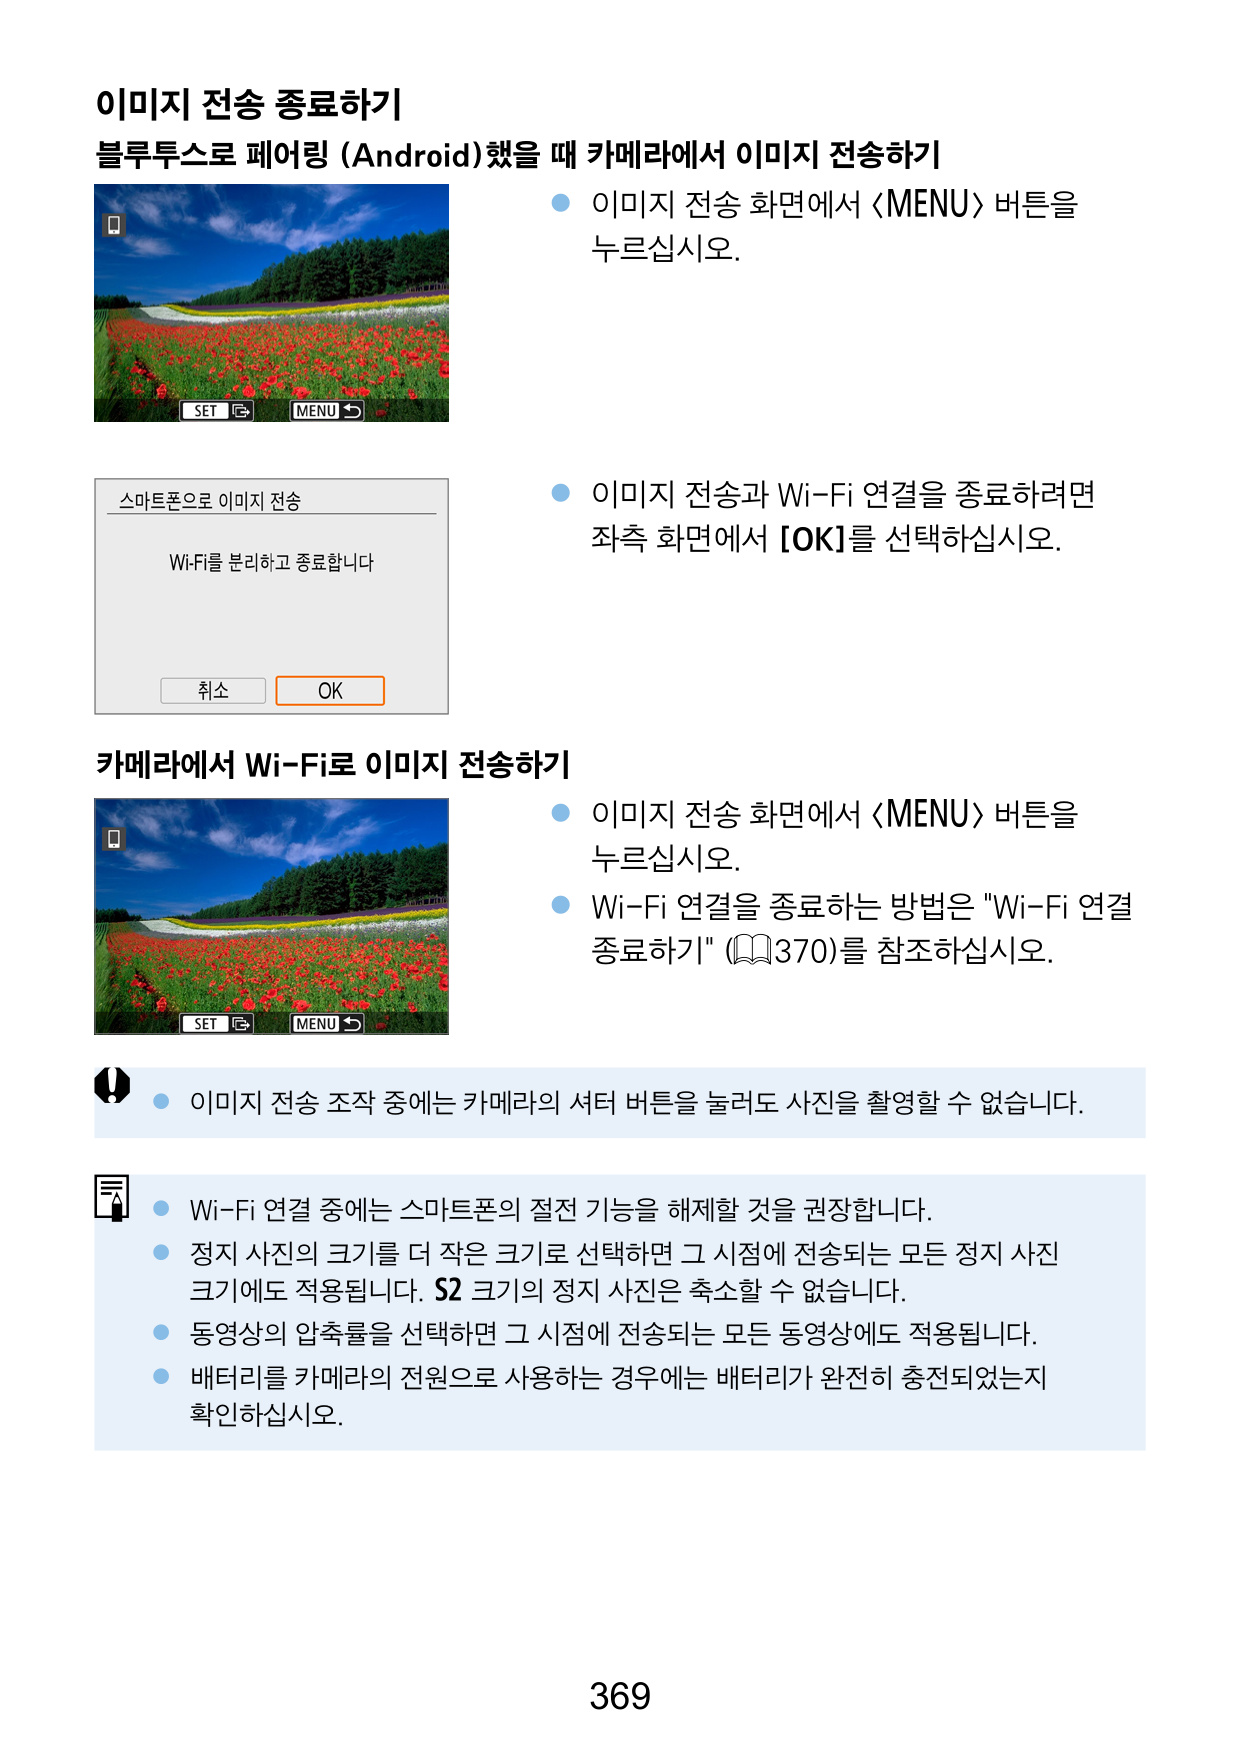 이미지 전송 종료하기
블루투스로 페어링 (Android)했을 때 카메라에서 이미지 전송하기
SET MENU
● 이미지 전송 화면에서 <MENU> 버튼을
누르십시오.
스마트폰으로 이미지 전송
Wi-Fi를 분리하고 종료합니다
취소 OK
● 이미지 전송과 Wi-Fi 연결을 종료하려면
좌측 화면에서 [OK]를 선택하십시오.
카메라에서 Wi-Fi로 이미지 전송하기
SET MENU
● 이미지 전송 화면에서 <MENU> 버튼을
누르십시오.
● Wi-Fi 연결을 종료하는 방법은 "Wi-Fi 연결
종료하기" (370)를 참조하십시오.
● 이미지 전송 조작 중에는 카메라의 셔터 버튼을 눌러도 사진을 촬영할 수 없습니다.
● Wi-Fi 연결 중에는 스마트폰의 절전 기능을 해제할 것을 권장합니다.
● 정지 사진의 크기를 더 작은 크기로 선택하면 그 시점에 전송되는 모든 정지 사진
크기에도 적용됩니다. S2 크기의 정지 사진은 축소할 수 없습니다.
● 동영상의 압축률을 선택하면 그 시점에 전송되는 모든 동영상에도 적용됩니다.
● 배터리를 카메라의 전원으로 사용하는 경우에는 배터리가 완전히 충전되었는지
확인하십시오.
369